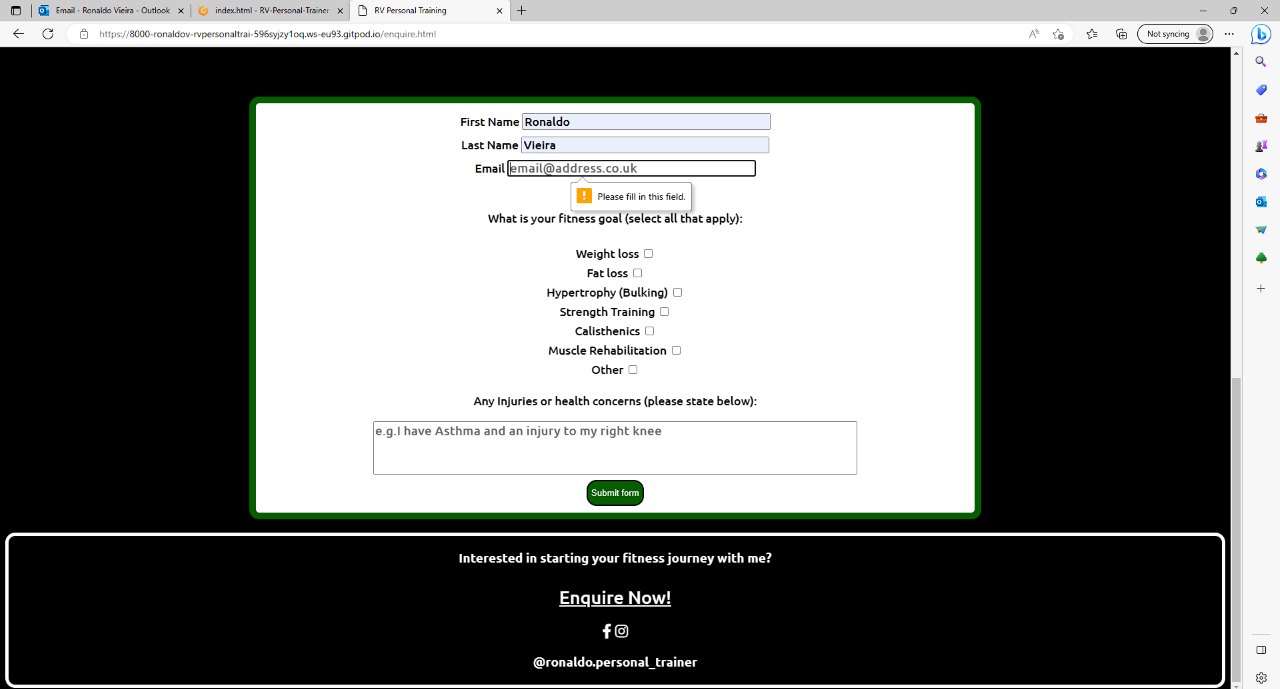 Email - Ronaldo Vieira - Outlook
index.html - RV-Personal-Trainer
RV Personal Training
https://8000-ronaldov-rvpersonaltrai-596syjzy1oq.ws-eu93.gitpod.io/enquire.html
Not syncing
First Name Ronaldo
Last Name Vieira
Email email@address.co.uk
Please fill in this field.
What is your fitness goal (select all that apply):
Weight loss
Fat loss
Hypertrophy (Bulking)
Strength Training
Calisthenics
Muscle Rehabilitation
Other
Any Injuries or health concerns (please state below):
e.g.I have Asthma and an injury to my right knee
Submit form
Interested in starting your fitness journey with me?
Enquire Now!
@ronaldo.personal_trainer